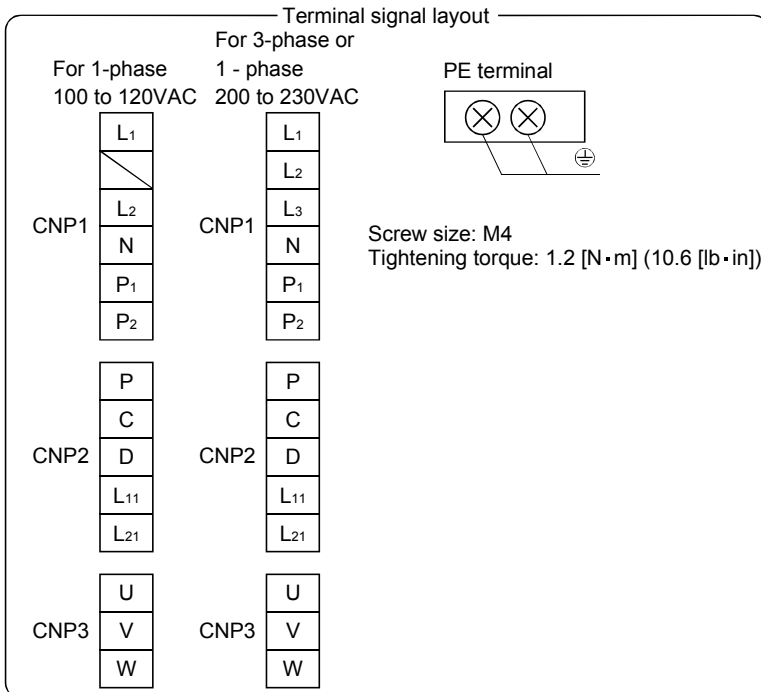 Terminal signal layout
For 1-phase
100 to 120VAC
For 3-phase or
1 - phase
200 to 230VAC
PE terminal
CNP1
L1
L2
N
P1
P2
CNP1
L1
L2
L3
N
P1
P2
Screw size: M4
Tightening torque: 1.2 [N▪m] (10.6 [lb▪in])
CNP2
P
C
D
L11
L21
CNP2
P
C
D
L11
L21
CNP3
U
V
W
CNP3
U
V
W